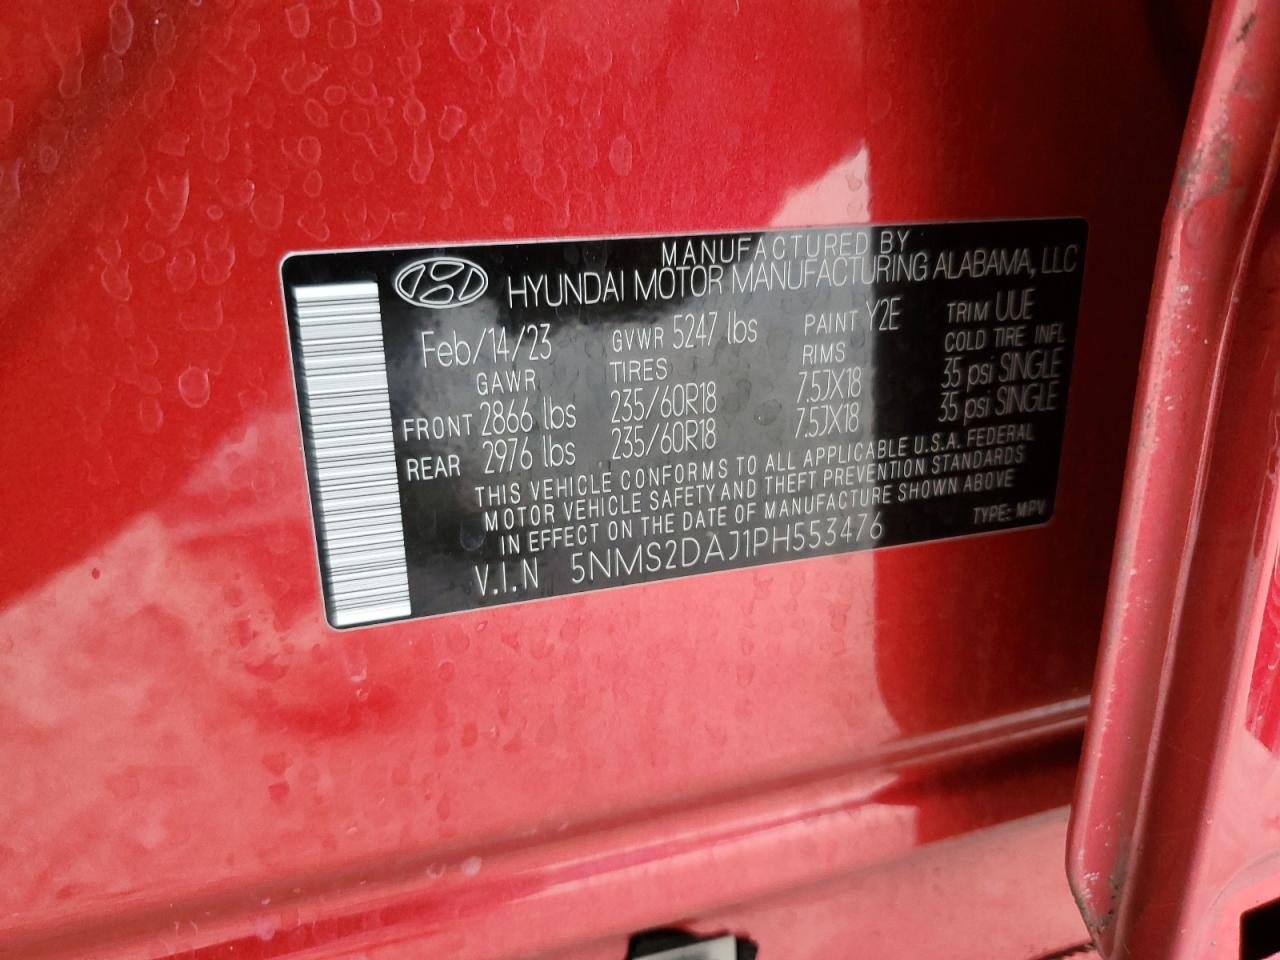 MANUFACTURED BY
HYUNDAI MOTOR MANUFACTURING ALABAMA, LLC
Feb/14/23 GVWR 5247 lbs PAINT Y2E TRIM UUE
GAWR TIRES RIMS COLD TIRE INFL
FRONT 2866 lbs 235/60R18 7.5JX18 35 psi SINGLE
REAR 2976 lbs 235/60R18 7.5JX18 35 psi SINGLE
THIS VEHICLE CONFORMS TO ALL APPLICABLE U.S.A. FEDERAL
MOTOR VEHICLE SAFETY AND THEFT PREVENTION STANDARDS
IN EFFECT ON THE DATE OF MANUFACTURE SHOWN ABOVE
V.I.N 5NMS2DAJ1PH553476 TYPE: MPV